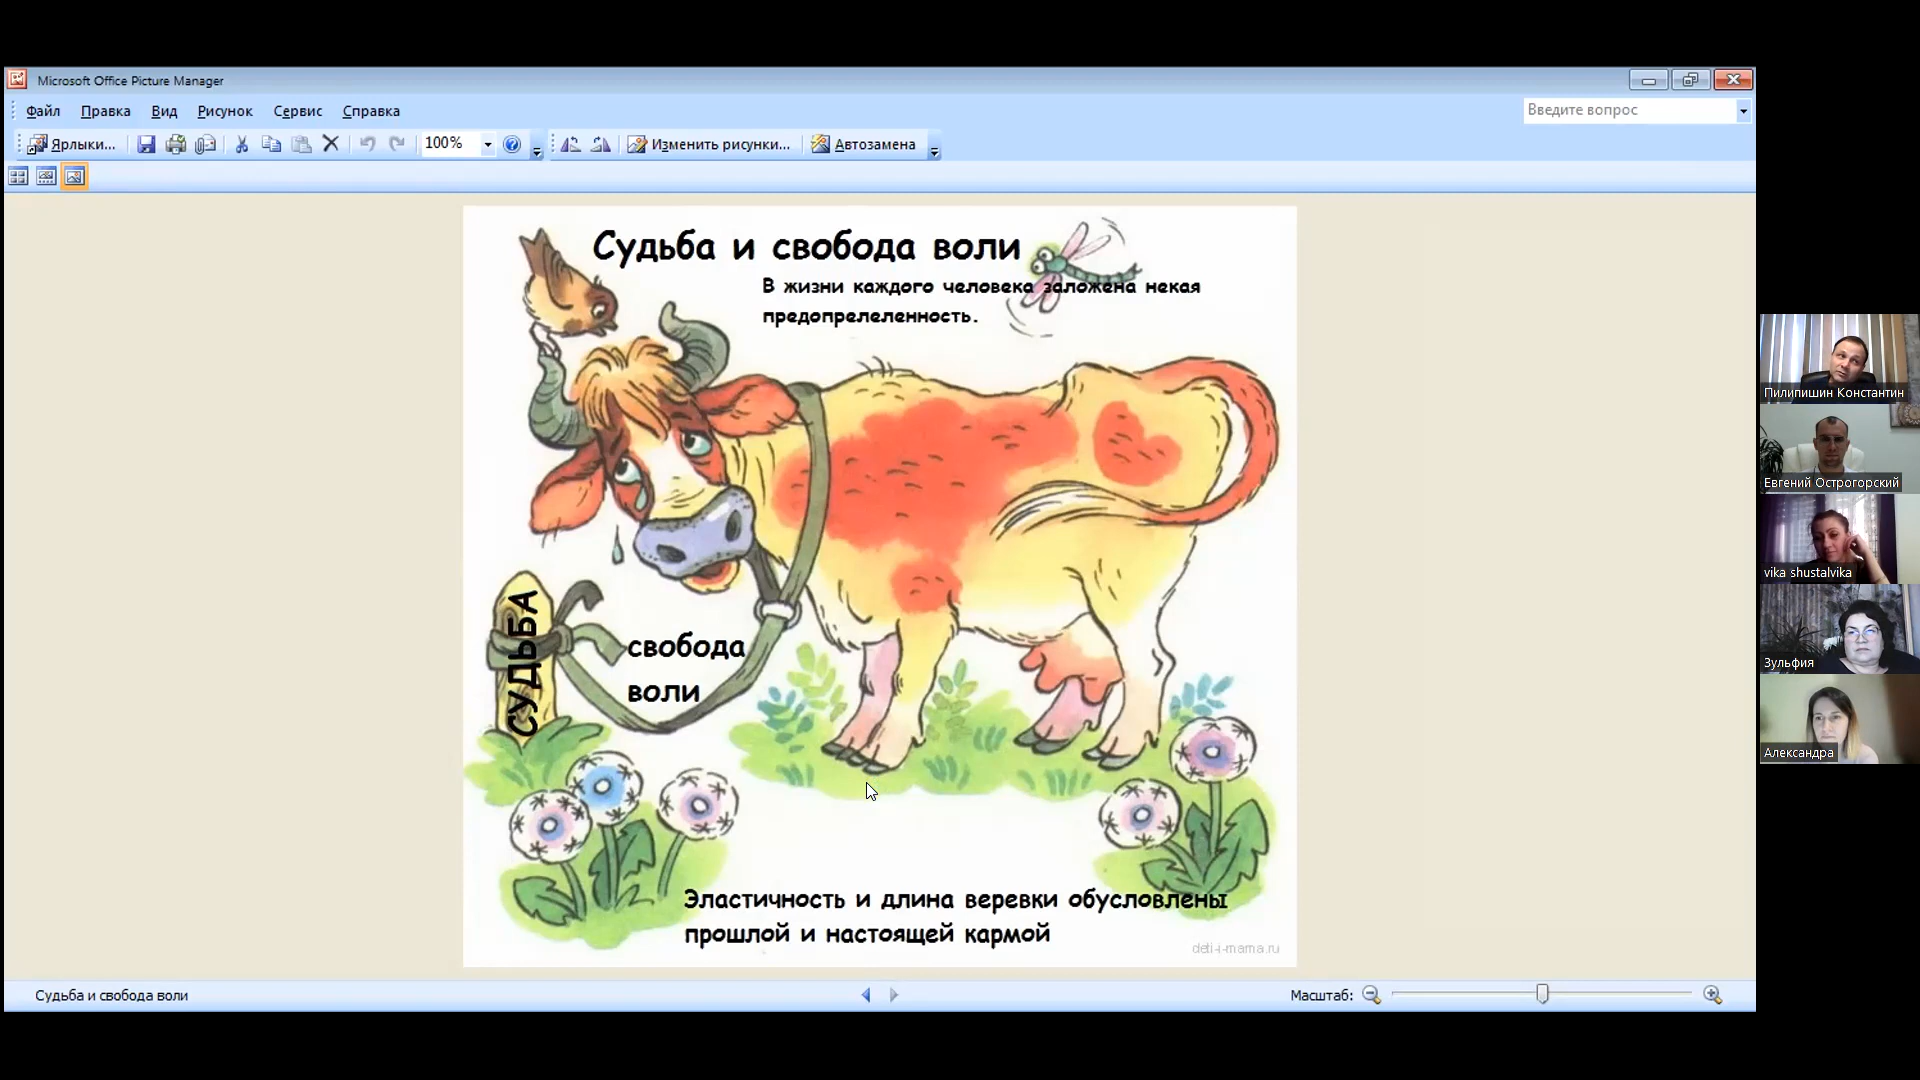 Microsoft Office Picture Manager
Файл Правка Вид Рисунок Сервис Справка
Введите вопрос
Ярлыки... 100% Изменить рисунки... Автозамена
Судьба и свобода воли
В жизни каждого человека заложена некая
предопрелеленность.
СУДЬБА
свобода
воли
Эластичность и длина веревки обусловлены
прошлой и настоящей кармой
deti-i-mama.ru
Судьба и свобода воли
Масштаб:
Пилипишин Константин
Евгений Острогорский
vika shustalvika
Зульфия
Александра